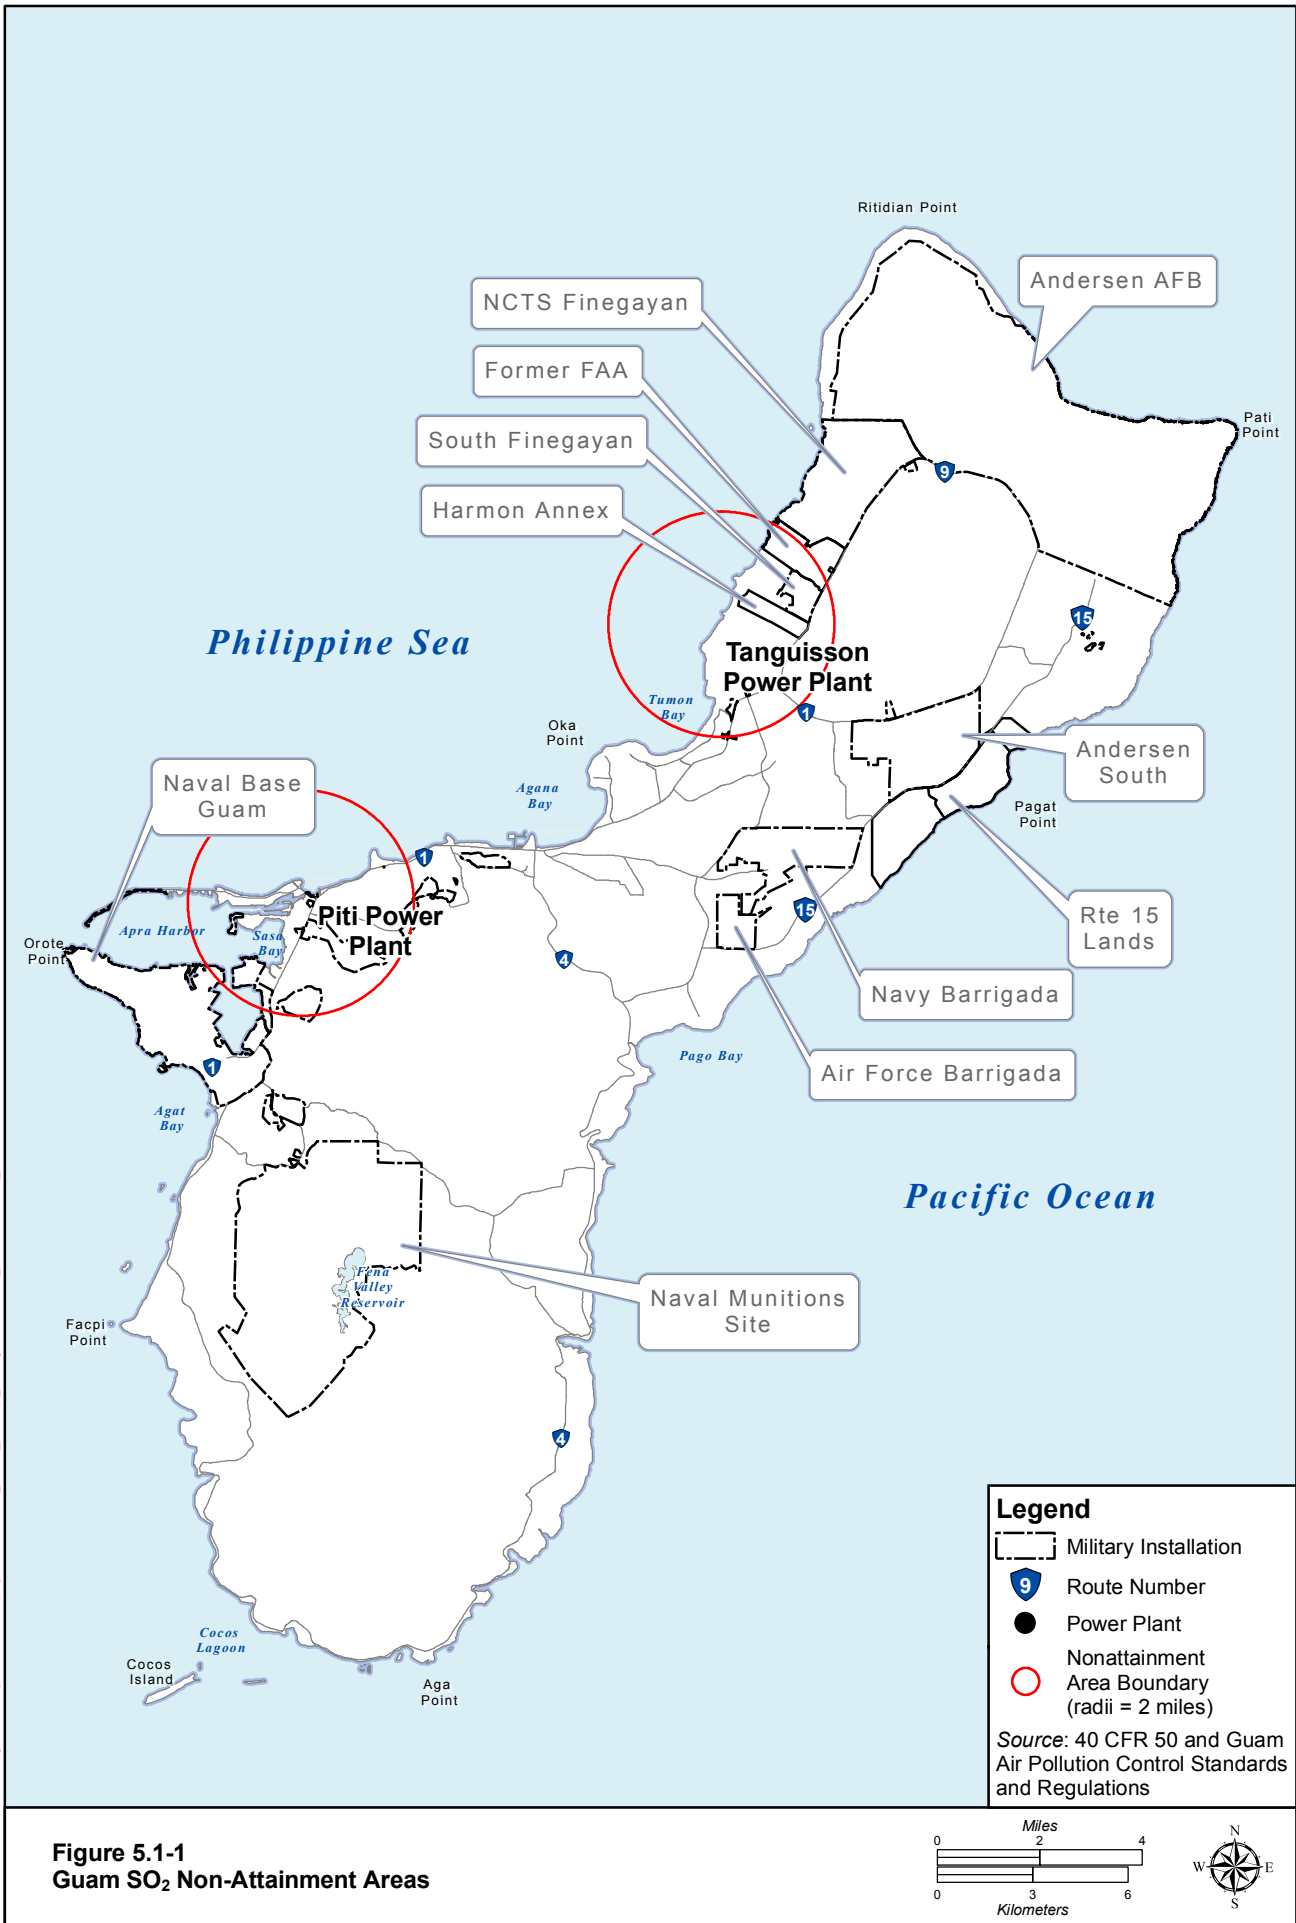 Ritidian Point
Andersen AFB
NCTS Finegayan
Former FAA
South Finegayan
Harmon Annex
Pati
Point
9
15
Philippine Sea
Tanguisson
Power Plant
Tumon
Bay
1
Oka
Point
Andersen
South
Naval Base
Guam
Agana
Bay
Pagat
Point
1
Piti Power
Plant
15
Rte 15
Lands
Orote
Point
Apra Harbor
Sasa
Bay
4
Navy Barrigada
Pago Bay
Air Force Barrigada
1
Agat
Bay
Pacific Ocean
Fena
Valley
Reservoir
Naval Munitions
Site
Facpi
Point
4
Cocos
Lagoon
Cocos
Island
Aga
Point
Legend
Military Installation
9
Route Number
Power Plant
Nonattainment
Area Boundary
(radii = 2 miles)
Source: 40 CFR 50 and Guam
Air Pollution Control Standards
and Regulations
Figure 5.1-1
Guam SO2 Non-Attainment Areas
Miles
0 2 4
0 3 6
Kilometers
N
W E
S